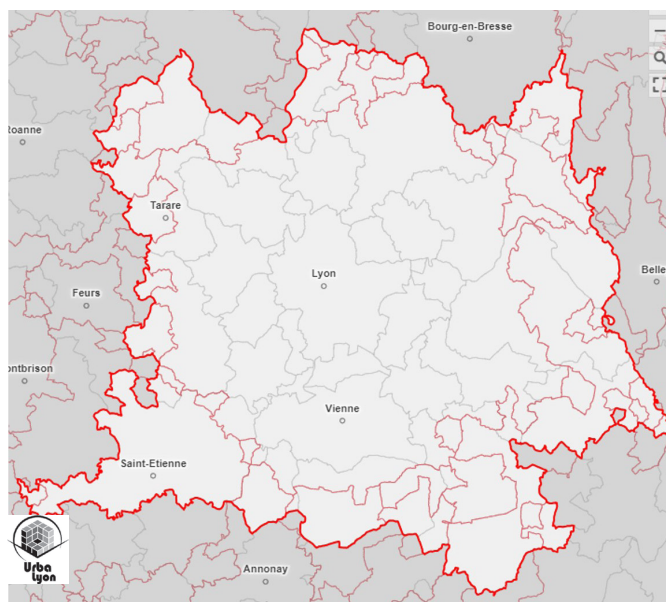 Bourg-en-Bresse
Roanne
Tarare
Lyon
Belle
Feurs
ontbrison
Vienne
Saint-Etienne
Urba
lyon
Annonay